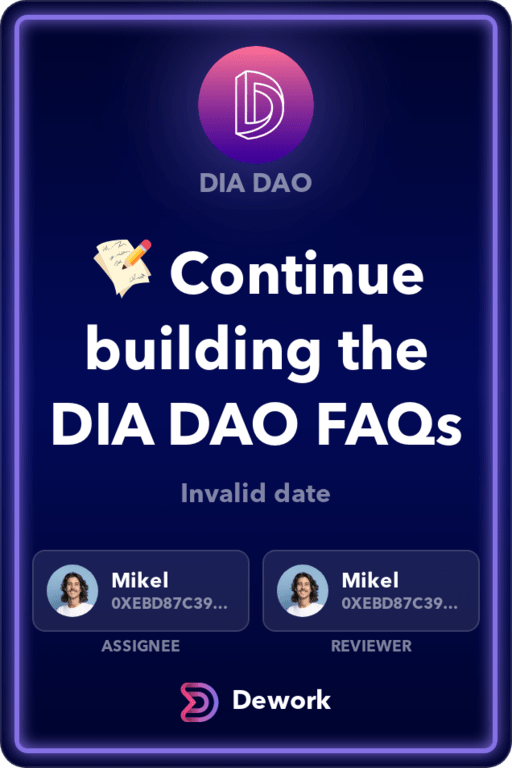 DIA DAO
Continue
building the
DIA DAO FAQs
Invalid date
Mikel
0XEBD87C39...
ASSIGNEE
Mikel
0XEBD87C39...
REVIEWER
Dework